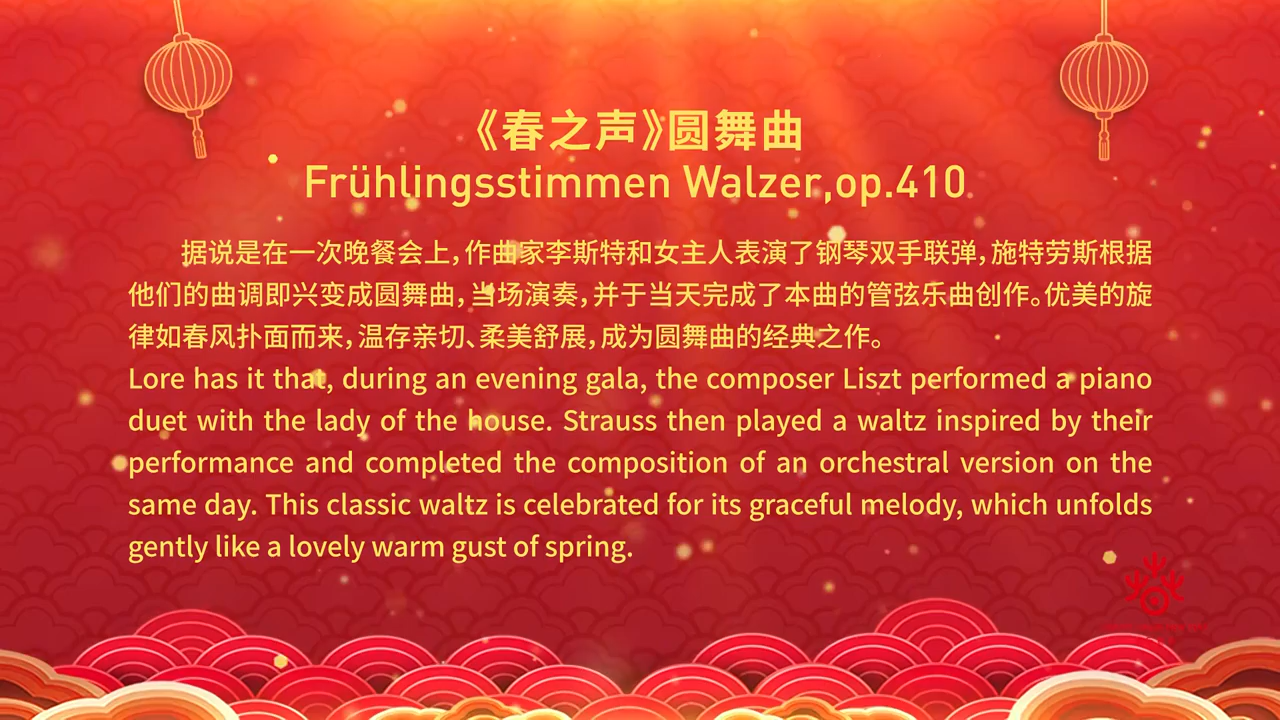 《春之声》圆舞曲
Frühlingsstimmen Walzer,op.410
据说是在一次晚餐会上，作曲家李斯特和女主人表演了钢琴双手联弹，施特劳斯根据
他们的曲调即兴变成圆舞曲，当场演奏，并于当天完成了本曲的管弦乐曲创作。优美的旋
律如春风扑面而来，温存亲切、柔美舒展，成为圆舞曲的经典之作。
Lore has it that, during an evening gala, the composer Liszt performed a piano
duet with the lady of the house. Strauss then played a waltz inspired by their
performance and completed the composition of an orchestral version on the
same day. This classic waltz is celebrated for its graceful melody, which unfolds
gently like a lovely warm gust of spring.